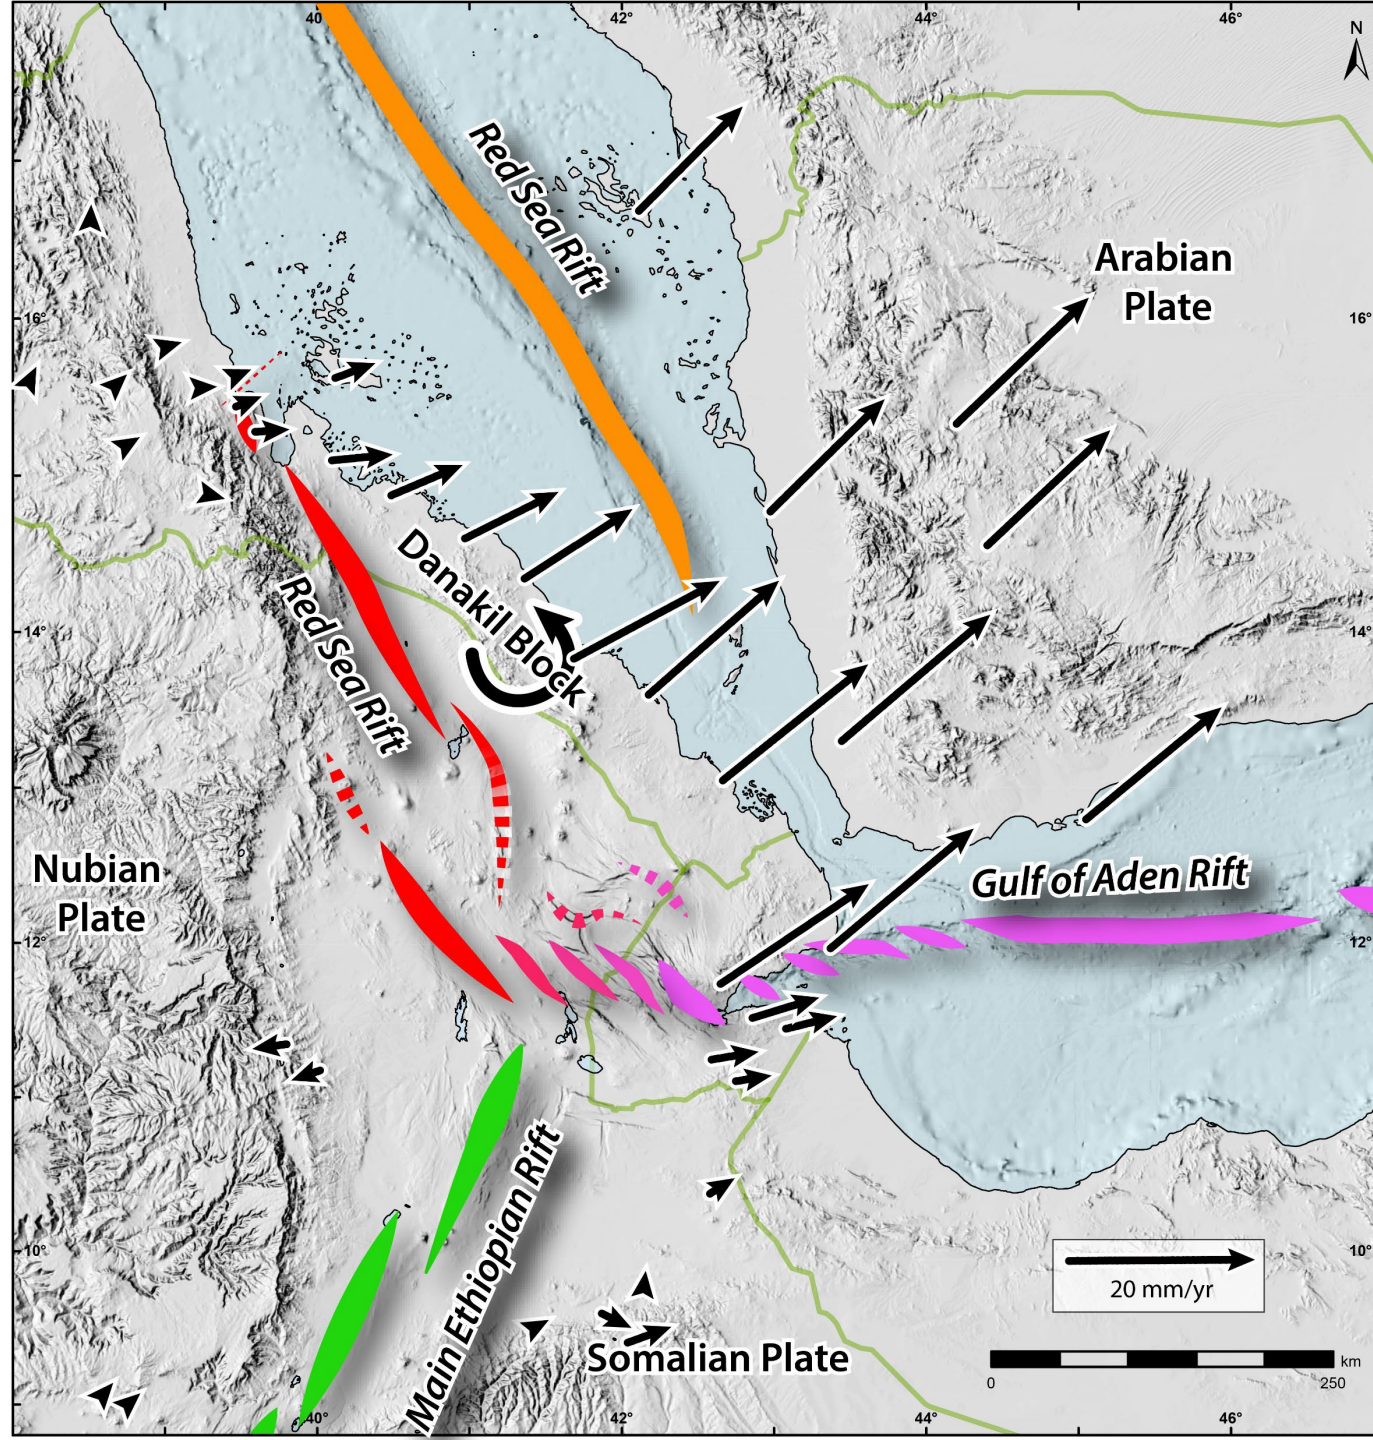 40
42°
44°
46°
N
Red Sea Rift
Arabian
Plate
16°
16°
Danakil Block
Red Sea Rift
14°
14°
Nubian
Plate
Gulf of Aden Rift
12°
12°
Main Ethiopian Rift
10°
10°
20 mm/yr
Somalian Plate
km
0
250
40°
42°
44°
46°